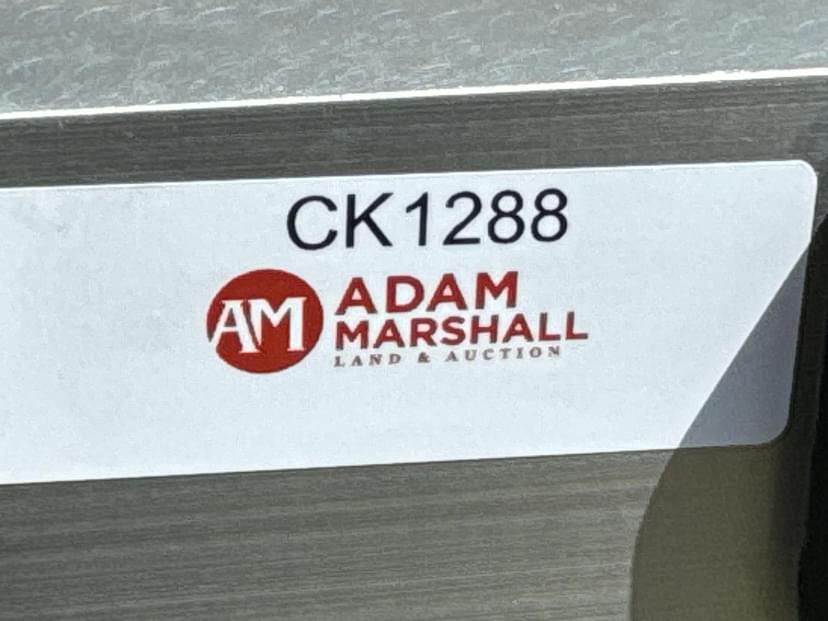 CK1288
AM
ADAM
MARSHALL
LAND & AUCTION